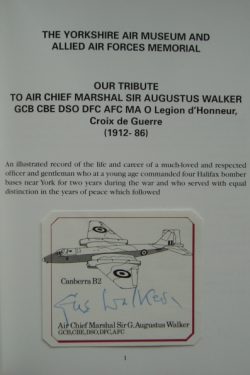 THE YORKSHIRE AIR MUSEUM AND
ALLIED AIR FORCES MEMORIAL
OUR TRIBUTE
TO AIR CHIEF MARSHAL SIR AUGUSTUS WALKER
GCB CBE DSO DFC AFC MA O Legion d'Honneur,
Croix de Guerre
(1912- 86)
An illustrated record of the life and career of a much-loved and respected
officer and gentleman who at a young age commanded four Halifax bomber
bases near York for two years during the war and who served with equal
distinction in the years of peace which followed
Canberra B2
Gus Walker
Air Chief Marshal Sir G. Augustus Walker
GCB,CBE,DSO,DFC,AFC
1